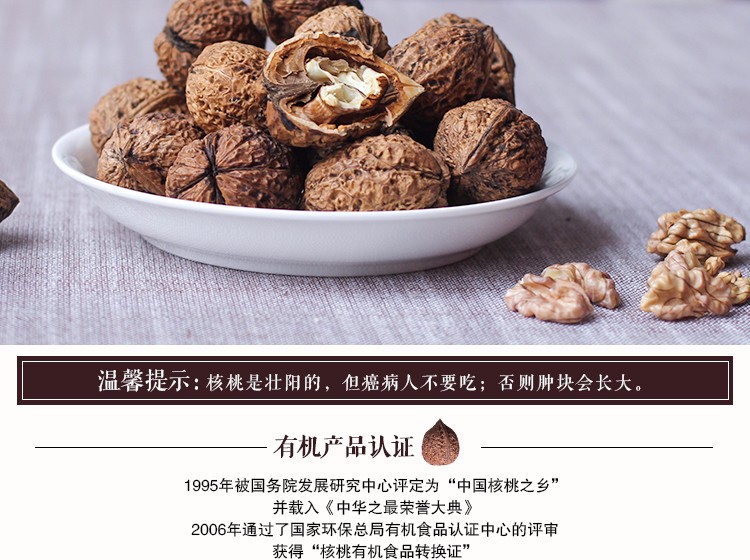 温馨提示：核桃是壮阳的，但癌病人不要吃；否则肿块会长大。
有机产品认证
1995年被国务院发展研究中心评定为“中国核桃之乡”
并载入《中华之最荣誉大典》
2006年通过了国家环保总局有机食品认证中心的评审
获得“核桃有机食品转换证”